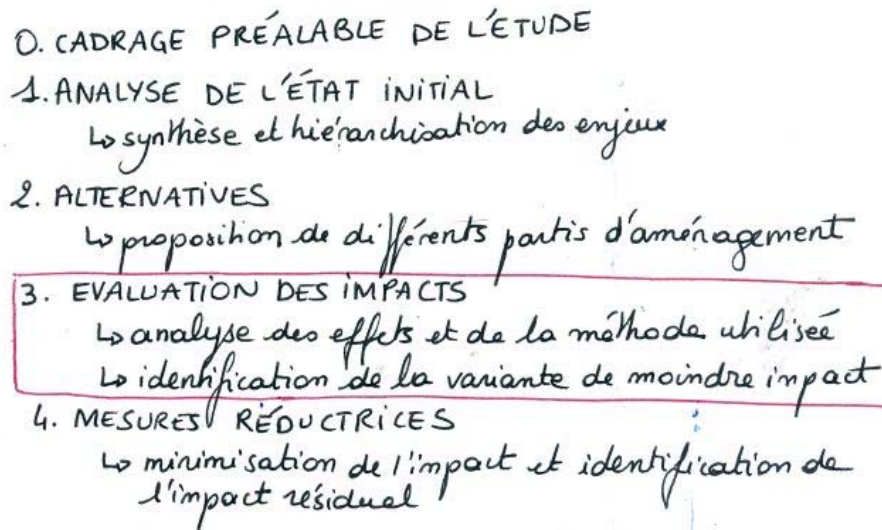 0. CADRAGE PRÉALABLE DE L'ÉTUDE
1. ANALYSE DE L'ÉTAT INITIAL
↳ synthèse et hiérarchisation des enjeux
2. ALTERNATIVES
↳ proposition de différents partis d'aménagement
3. EVALUATION DES IMPACTS
↳ analyse des effets et de la méthode utilisée
↳ identification de la variante de moindre impact
4. MESURES RÉDUCTRICES
↳ minimisation de l'impact et identification de
l'impact résiduel